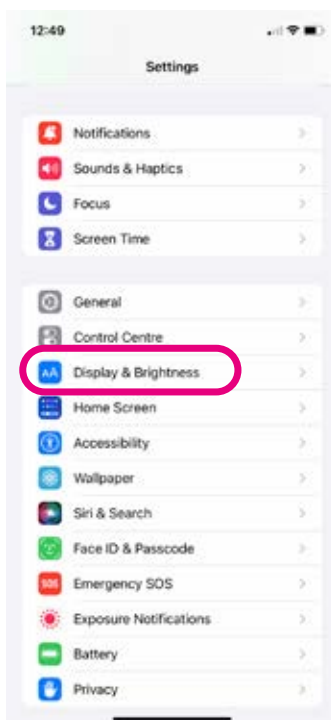 12:49
Settings
Notifications
Sounds & Haptics
Focus
Screen Time
General
Control Centre
AA Display & Brightness
Home Screen
Accessibility
Wallpaper
Siri & Search
Face ID & Passcode
SOS Emergency SOS
Exposure Notifications
Battery
Privacy